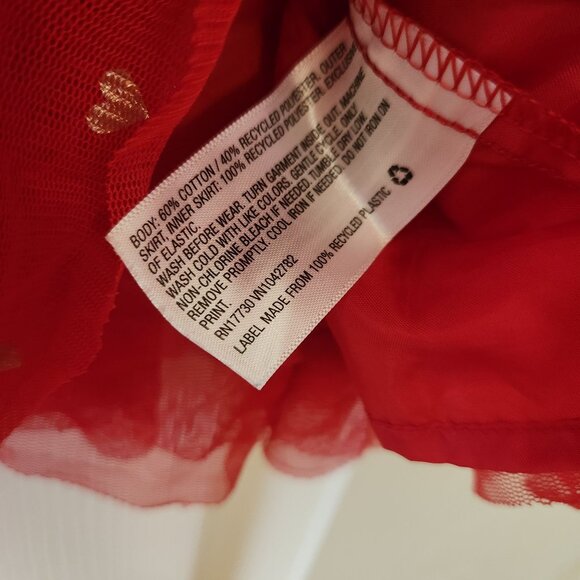 BODY: 60% COTTON / 40% RECYCLED POLYESTER. OUTER
SKIRT INNER SKIRT: 100% RECYCLED POLYESTER. EXCLUSIVE
OF ELASTIC.
WASH BEFORE WEAR. TURN GARMENT INSIDE OUT. MACHINE
WASH COLD WITH LIKE COLORS. GENTLE CYCLE. ONLY
NON-CHLORINE BLEACH IF NEEDED. TUMBLE DRY LOW.
REMOVE PROMPTLY. COOL IRON IF NEEDED. DO NOT IRON ON
PRINT.
RN17730 VN1042782
LABEL MADE FROM 100% RECYCLED PLASTIC